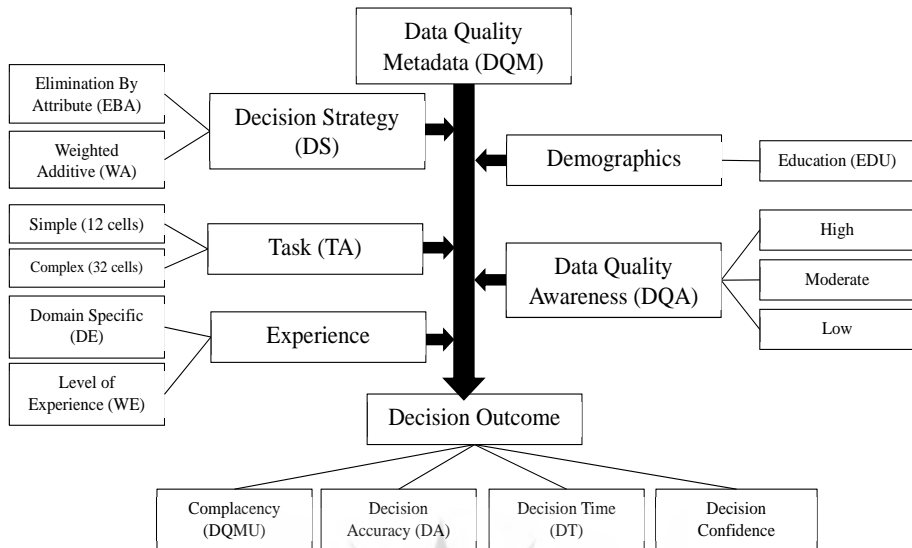 Data Quality
Metadata (DQM)
Elimination By
Attribute (EBA)
Weighted
Additive (WA)
Decision Strategy
(DS)
Demographics
Education (EDU)
Simple (12 cells)
Complex (32 cells)
Task (TA)
Data Quality
Awareness (DQA)
High
Moderate
Low
Domain Specific
(DE)
Level of
Experience (WE)
Experience
Decision Outcome
Complacency
(DQMU)
Decision
Accuracy (DA)
Decision Time
(DT)
Decision
Confidence